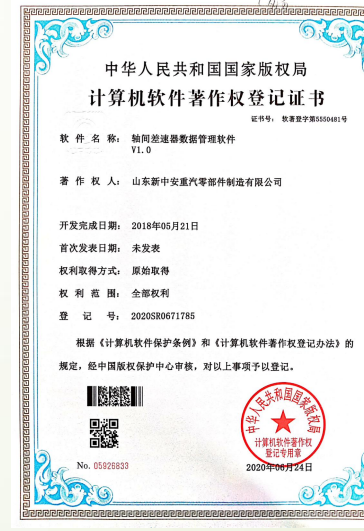 中华人民共和国国家版权局
计算机软件著作权登记证书
证书号： 软著登字第5550481号
软件名称： 轴间差速器数据管理软件
V1.0
著作权人： 山东新中安重汽零部件制造有限公司
开发完成日期： 2018年05月21日
首次发表日期： 未发表
权利取得方式： 原始取得
权利范围： 全部权利
登记号： 2020SR0671785
根据《计算机软件保护条例》和《计算机软件著作权登记办法》的
规定，经中国版权保护中心审核，对以上事项予以登记。
中华人民共和国国家版权局
计算机软件著作权
登记专用章
No. 05926833
2020年06月24日